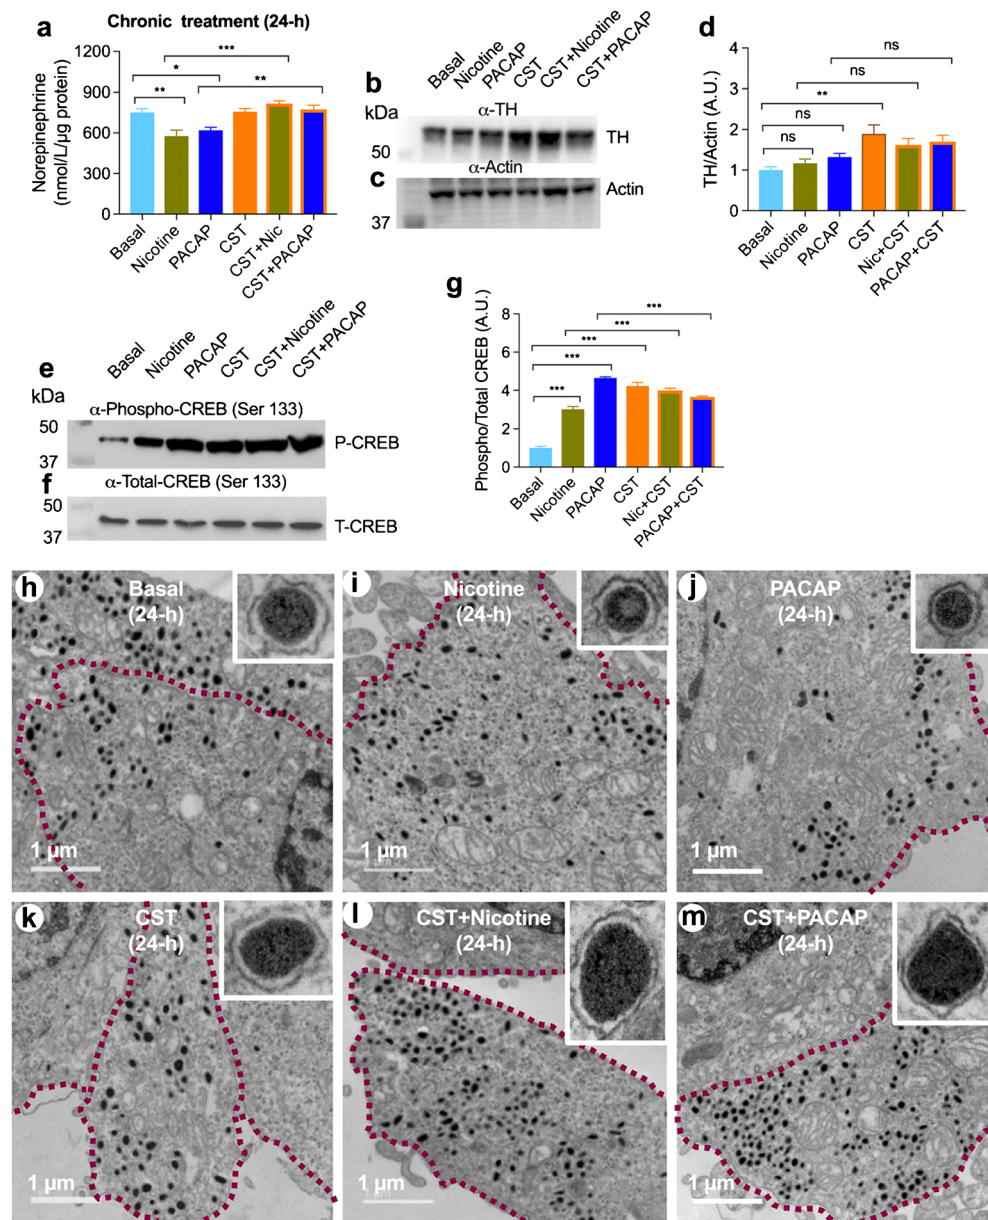 a
Chronic treatment (24-h)
Norepinephrine
(nmol/L/µg protein)
1200
900
600
300
0
***
*
**
**
Basal
Nicotine
PACAP
CST
CST+Nic
CST+PACAP
b
Basal
Nicotine
PACAP
CST
CST+Nicotine
CST+PACAP
kDa
α-TH
TH
50
c
α-Actin
Actin
37
d
TH/Actin (A.U.)
4
3
2
1
0
ns
ns
**
ns
ns
Basal
Nicotine
PACAP
CST
Nic+CST
PACAP+CST
e
Basal
Nicotine
PACAP
CST
CST+Nicotine
CST+PACAP
kDa
α-Phospho-CREB (Ser 133)
50
P-CREB
37
f
α-Total-CREB (Ser 133)
50
T-CREB
37
g
Phospho/Total CREB (A.U.)
8
6
4
2
0
***
***
***
***
***
Basal
Nicotine
PACAP
CST
Nic+CST
PACAP+CST
h
Basal
(24-h)
1 µm
i
Nicotine
(24-h)
1 µm
j
PACAP
(24-h)
1 µm
k
CST
(24-h)
1 µm
l
CST+Nicotine
(24-h)
1 µm
m
CST+PACAP
(24-h)
1 µm